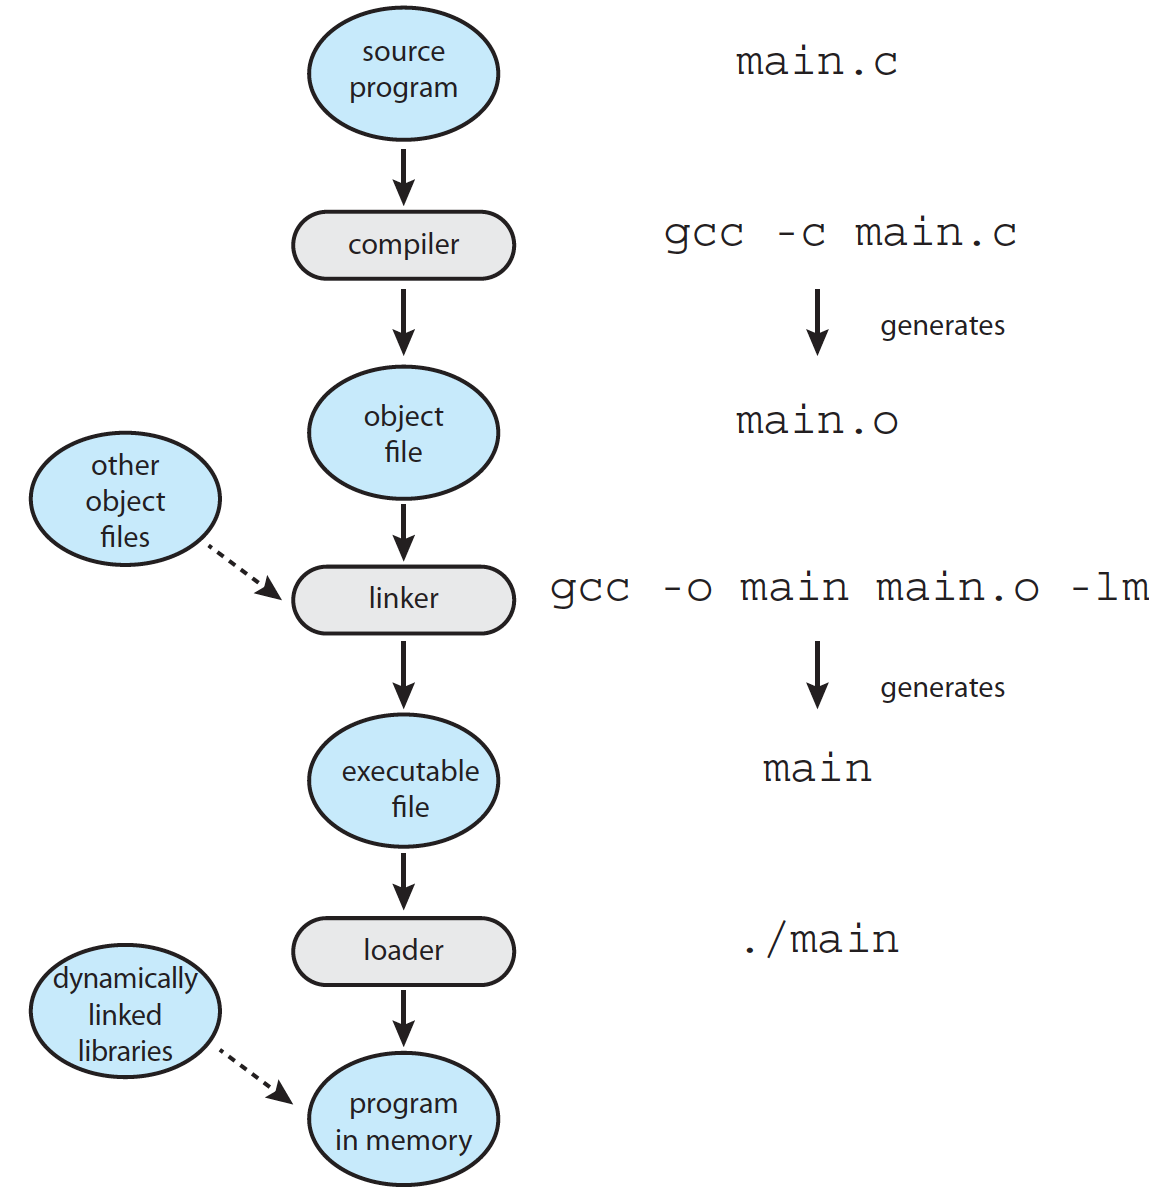 source
program
main.c
compiler
gcc -c main.c
generates
object
file
main.o
other
object
files
linker
gcc -o main main.o -lm
generates
executable
file
main
loader
./main
dynamically
linked
libraries
program
in memory